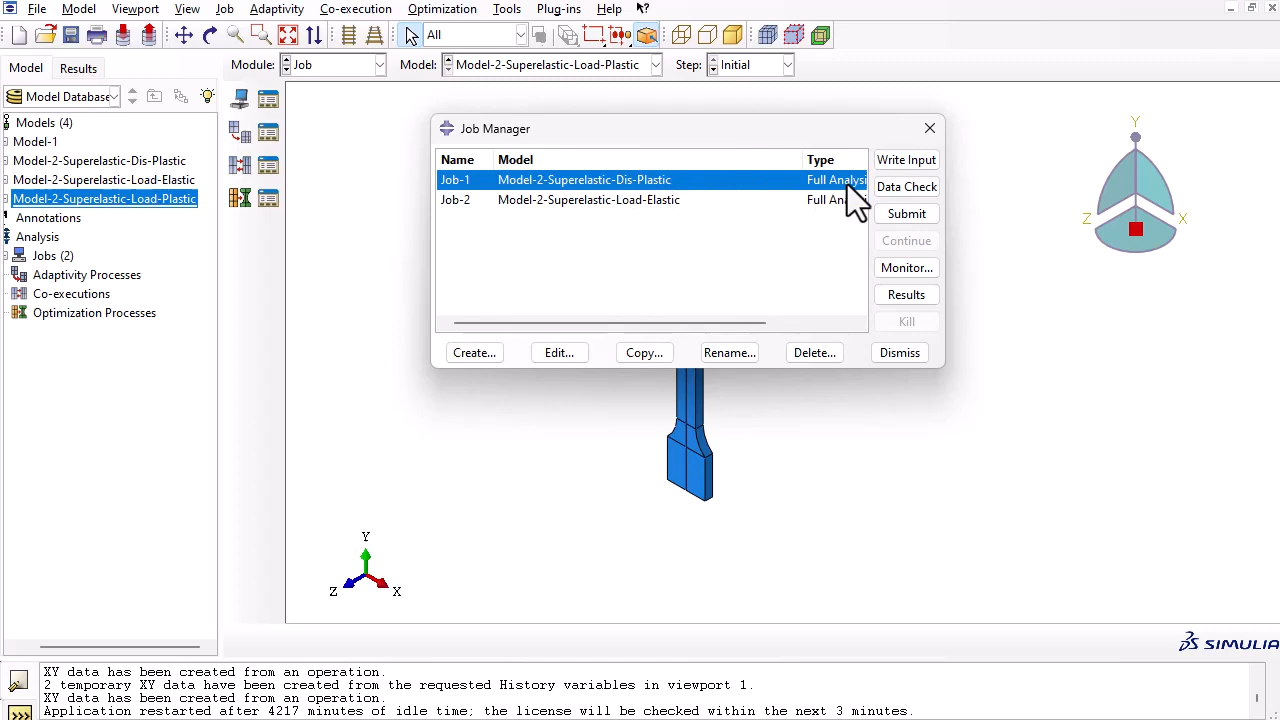 File Model Viewport View Job Adaptivity Co-execution Optimization Tools Plug-ins Help
All
Model Results Module: Job Model: Model-2-Superelastic-Load-Plastic Step: Initial
Model Database
Models (4)
Model-1
Model-2-Superelastic-Dis-Plastic
Model-2-Superelastic-Load-Elastic
Model-2-Superelastic-Load-Plastic
Annotations
Analysis
Jobs (2)
Adaptivity Processes
Co-executions
Optimization Processes
Job Manager
Name Model Type
Job-1 Model-2-Superelastic-Dis-Plastic Full Analysi
Job-2 Model-2-Superelastic-Load-Elastic Full
Write Input
Data Check
Submit
Continue
Monitor...
Results
Kill
Create... Edit... Copy... Rename... Delete... Dismiss
Y
Z X
Y
Z X
SIMULIA
XY data has been created from an operation.
2 temporary XY data have been created from the requested History variables in viewport 1.
XY data has been created from an operation.
Application restarted after 4217 minutes of idle time; the license will be checked within the next 3 minutes.